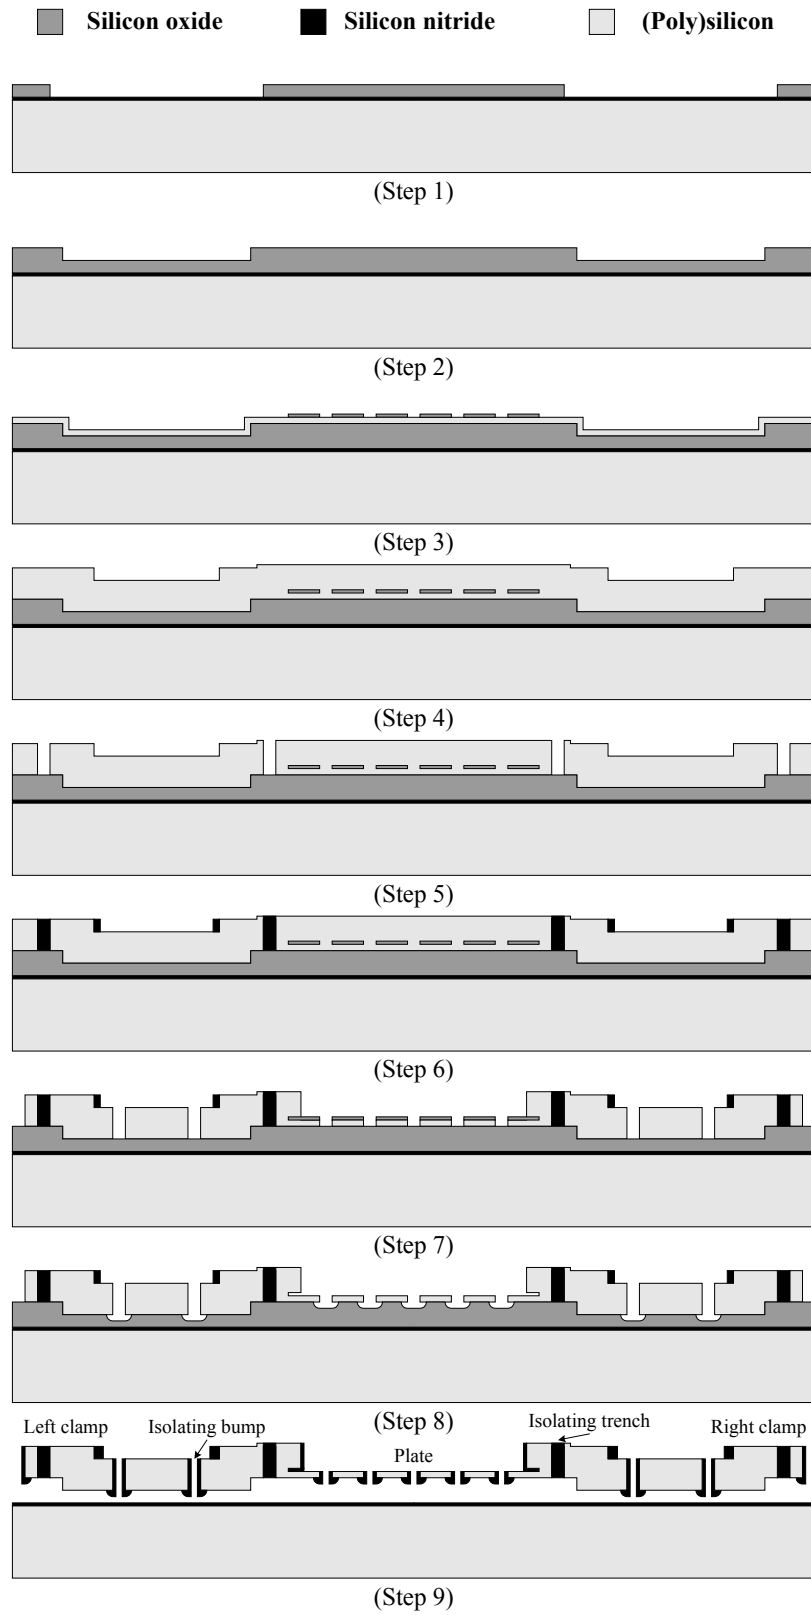 Silicon oxide
Silicon nitride
(Poly)silicon
(Step 1)
(Step 2)
(Step 3)
(Step 4)
(Step 5)
(Step 6)
(Step 7)
(Step 8)
Left clamp
Isolating bump
Plate
Isolating trench
Right clamp
(Step 9)